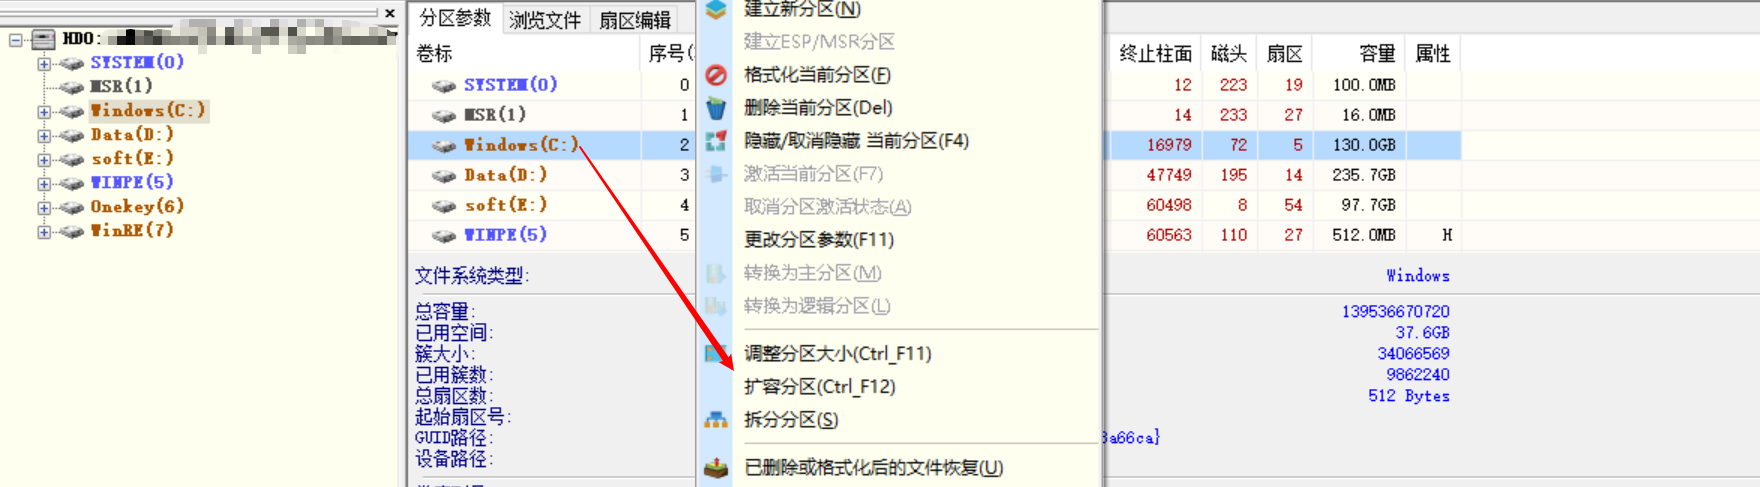 HD0:
SYSTEM(0)
MSR(1)
Windows(C:)
Data(D:)
soft(E:)
WINPE(5)
Onekey(6)
WinRE(7)
分区参数 浏览文件 扇区编辑
卷标 序号( 终止柱面 磁头 扇区 容量 属性
SYSTEM(0) 0 12 223 19 100.0MB
MSR(1) 1 14 233 27 16.0MB
Windows(C:) 2 16979 72 5 130.0GB
Data(D:) 3 47749 195 14 235.7GB
soft(E:) 4 60498 8 54 97.7GB
WINPE(5) 5 60563 110 27 512.0MB H
文件系统类型: Windows
总容量: 139536670720
已用空间: 37.6GB
簇大小: 34066569
已用簇数: 9862240
总扇区数: 512 Bytes
起始扇区号:
GUID路径: a66ca}
设备路径:
建立新分区(N)
建立ESP/MSR分区
格式化当前分区(F)
删除当前分区(Del)
隐藏/取消隐藏 当前分区(F4)
激活当前分区(F7)
取消分区激活状态(A)
更改分区参数(F11)
转换为主分区(M)
转换为逻辑分区(L)
调整分区大小(Ctrl_F11)
扩容分区(Ctrl_F12)
拆分分区(S)
已删除或格式化后的文件恢复(U)